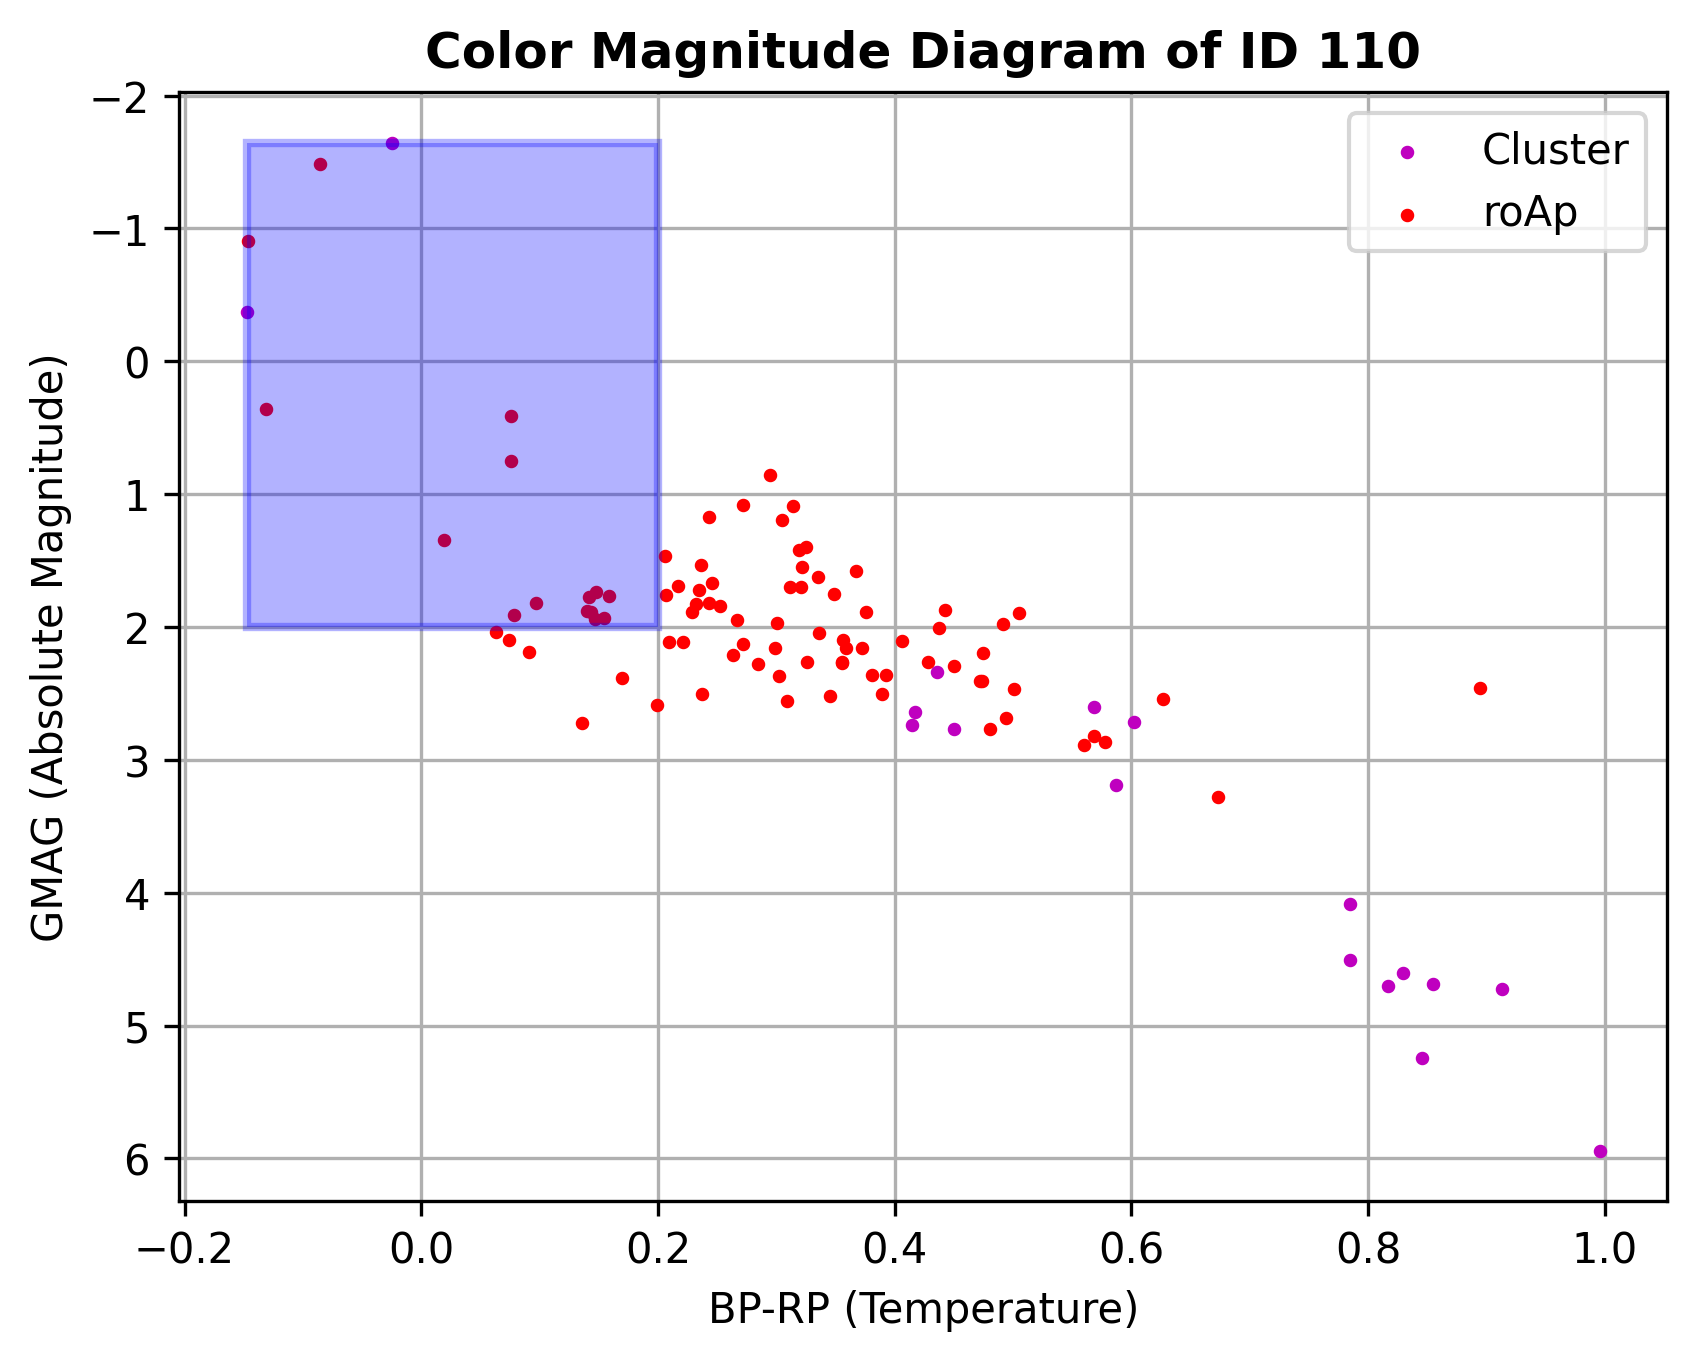 Color Magnitude Diagram of ID 110
−2
−1
0
1
2
3
4
5
6
GMAG (Absolute Magnitude)
Cluster
roAp
−0.2 0.0 0.2 0.4 0.6 0.8 1.0
BP-RP (Temperature)